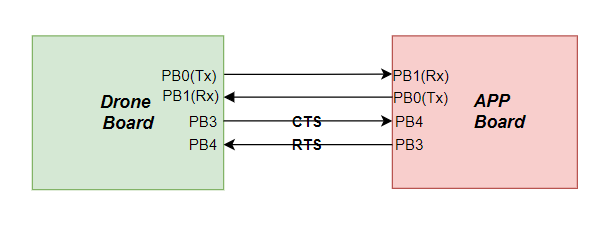 PB0(Tx)
PB1(Rx)
Drone
Board
PB3
PB4
CTS
RTS
PB1(Rx)
PB0(Tx)
APP
Board
PB4
PB3